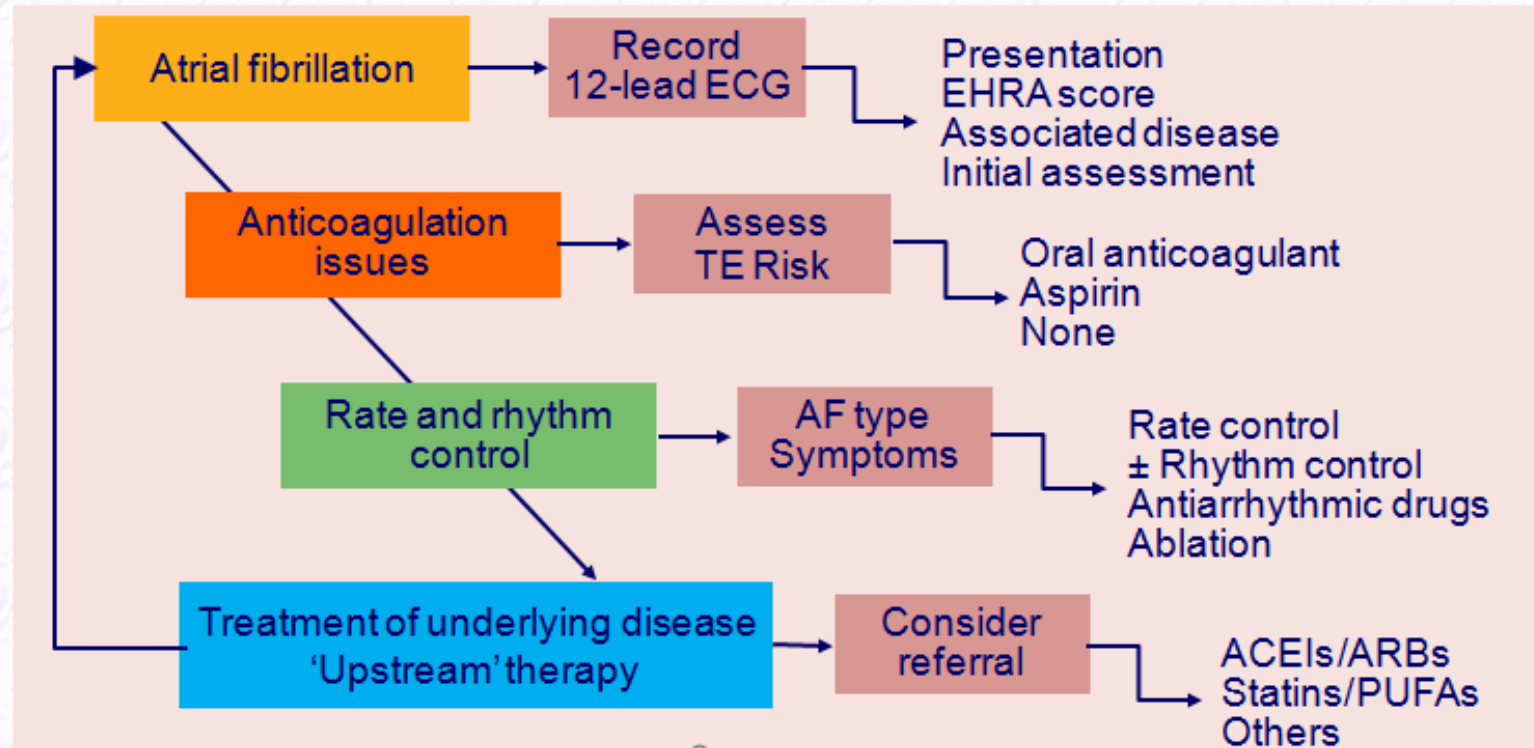 Atrial fibrillation
Record
12-lead ECG
Presentation
EHRA score
Associated disease
Initial assessment
Anticoagulation
issues
Assess
TE Risk
Oral anticoagulant
Aspirin
None
Rate and rhythm
control
AF type
Symptoms
Rate control
± Rhythm control
Antiarrhythmic drugs
Ablation
Treatment of underlying disease
‘Upstream’ therapy
Consider
referral
ACEIs/ARBs
Statins/PUFAs
Others